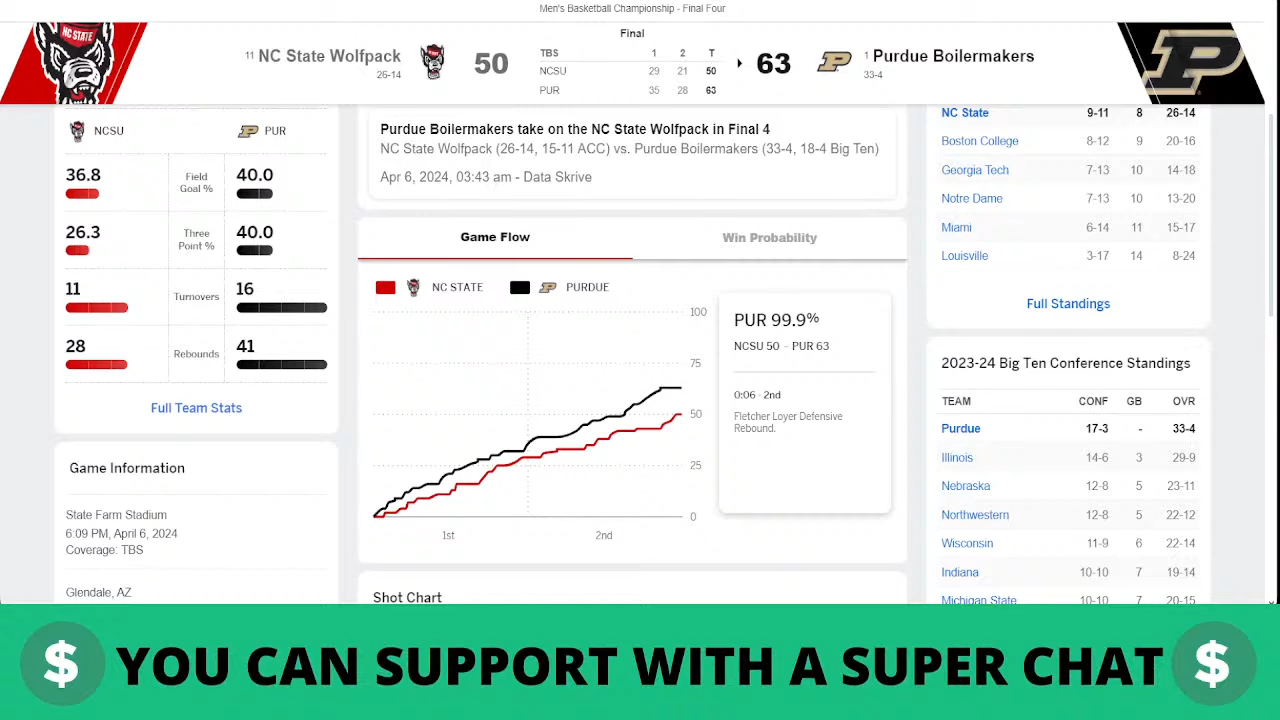 Men's Basketball Championship - Final Four
NC STATE
11 NC State Wolfpack
26-14
50
Final
TBS 1 2 T
NCSU 29 21 50
PUR 35 28 63
63
1 Purdue Boilermakers
33-4
P
NCSU PUR
36.8 Field Goal % 40.0
26.3 Three Point % 40.0
11 Turnovers 16
28 Rebounds 41
Full Team Stats
Game Information
State Farm Stadium
6:09 PM, April 6, 2024
Coverage: TBS
Glendale, AZ
Purdue Boilermakers take on the NC State Wolfpack in Final 4
NC State Wolfpack (26-14, 15-11 ACC) vs. Purdue Boilermakers (33-4, 18-4 Big Ten)
Apr 6, 2024, 03:43 am - Data Skrive
Game Flow Win Probability
NC STATE PURDUE
100
75
50
25
0
1st 2nd
PUR 99.9%
NCSU 50 - PUR 63
0:06 - 2nd
Fletcher Loyer Defensive
Rebound.
Shot Chart
NC State 9-11 8 26-14
Boston College 8-12 9 20-16
Georgia Tech 7-13 10 14-18
Notre Dame 7-13 10 13-20
Miami 6-14 11 15-17
Louisville 3-17 14 8-24
Full Standings
2023-24 Big Ten Conference Standings
TEAM CONF GB OVR
Purdue 17-3 - 33-4
Illinois 14-6 3 29-9
Nebraska 12-8 5 23-11
Northwestern 12-8 5 22-12
Wisconsin 11-9 6 22-14
Indiana 10-10 7 19-14
Michigan State 10-10 7 20-15
$ YOU CAN SUPPORT WITH A SUPER CHAT $